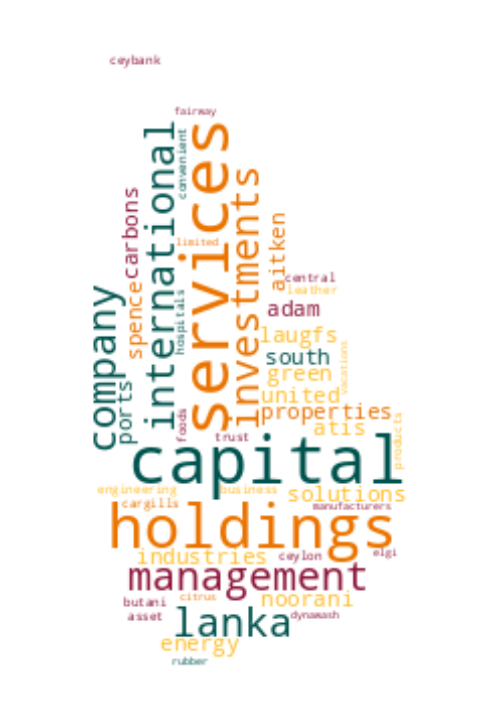 ceybank
fairway
services
international
convenient
investments
carbons
spence
aitken
limited
central
leather
company
hospitals
adam
laugfs
south
vacations
green
ports
united
properties
foods
atis
products
trust
capital
engineering
business
solutions
cargills
manufacturers
holdings
industries
ceylon
elgi
management
butani
citrus
noorani
asset
lanka
dynawash
energy
rubber